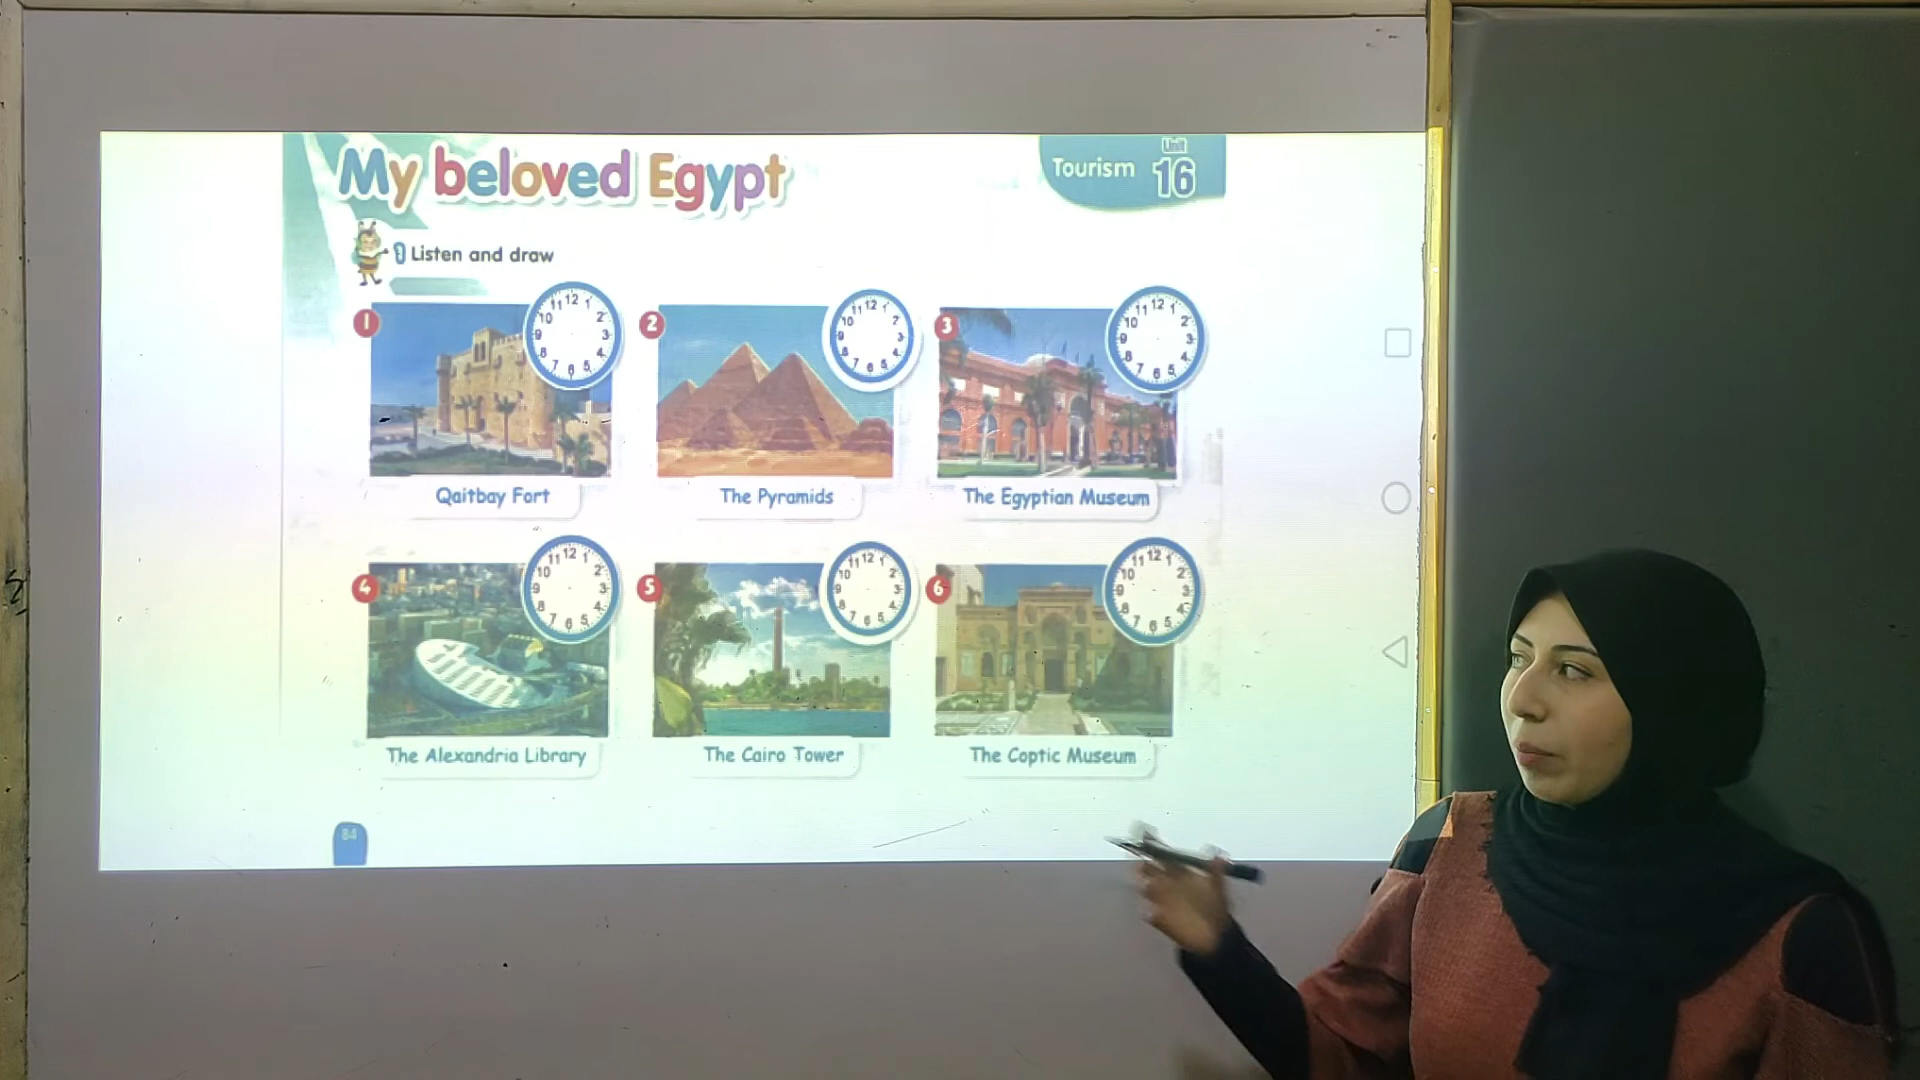 My beloved Egypt
Tourism
Unit
16
1 Listen and draw
1
2
3
Qaitbay Fort
The Pyramids
The Egyptian Museum
4
5
6
The Alexandria Library
The Cairo Tower
The Coptic Museum
84